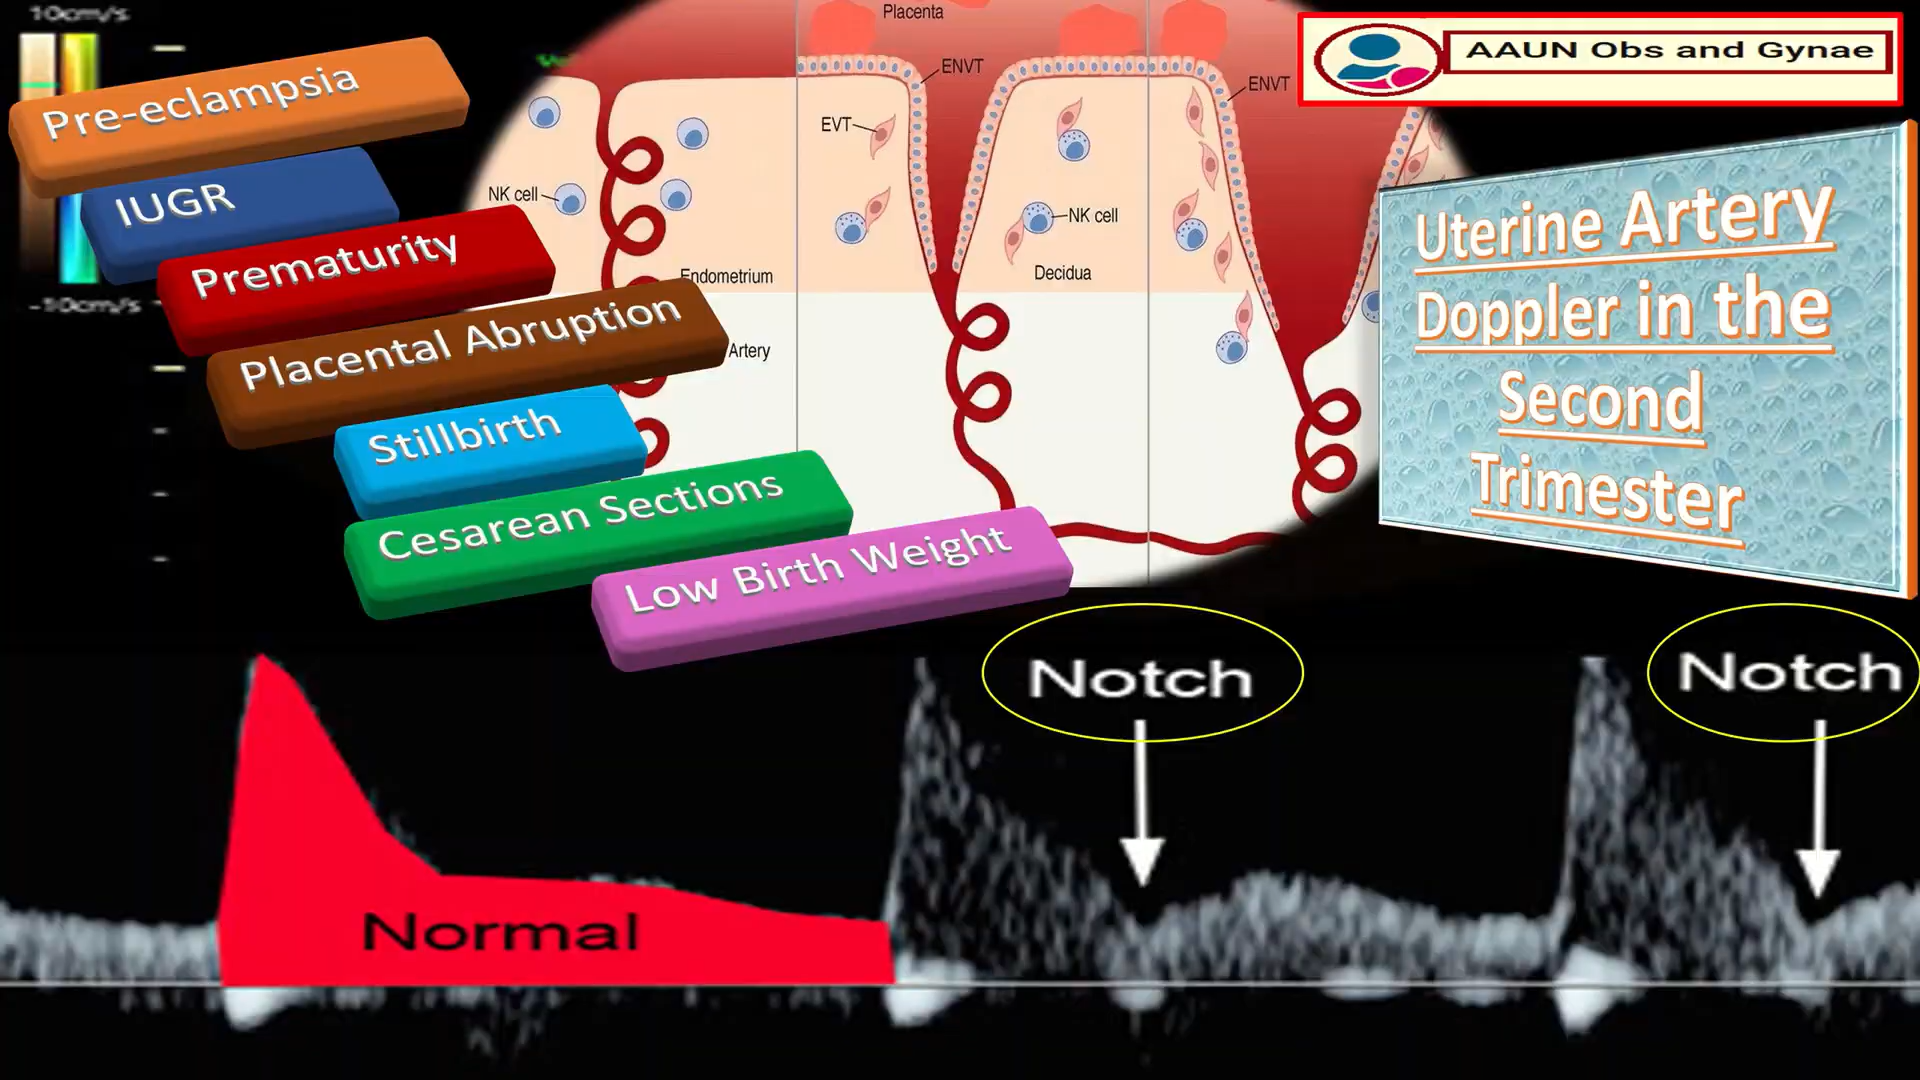 10cm/s
-10cm/s
Pre-eclampsia
IUGR
Prematurity
Placental Abruption
Stillbirth
Cesarean Sections
Low Birth Weight
Placenta
ENVT
ENVT
EVT
NK cell
NK cell
Endometrium
Decidua
Artery
AAUN Obs and Gynae
Uterine Artery
Doppler in the
Second
Trimester
Notch
Notch
Normal